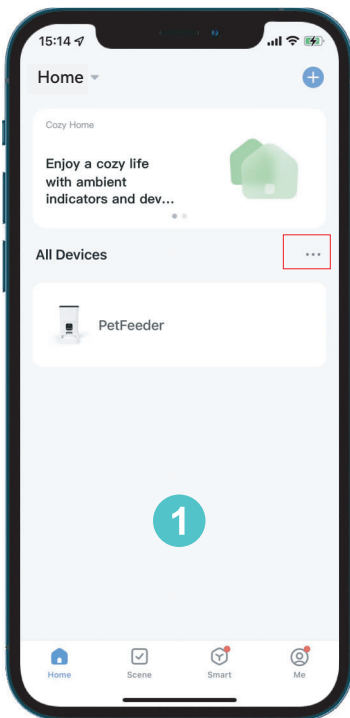 15:14
Home
Cozy Home
Enjoy a cozy life
with ambient
indicators and dev...
All Devices
...
PetFeeder
1
Home Scene Smart Me